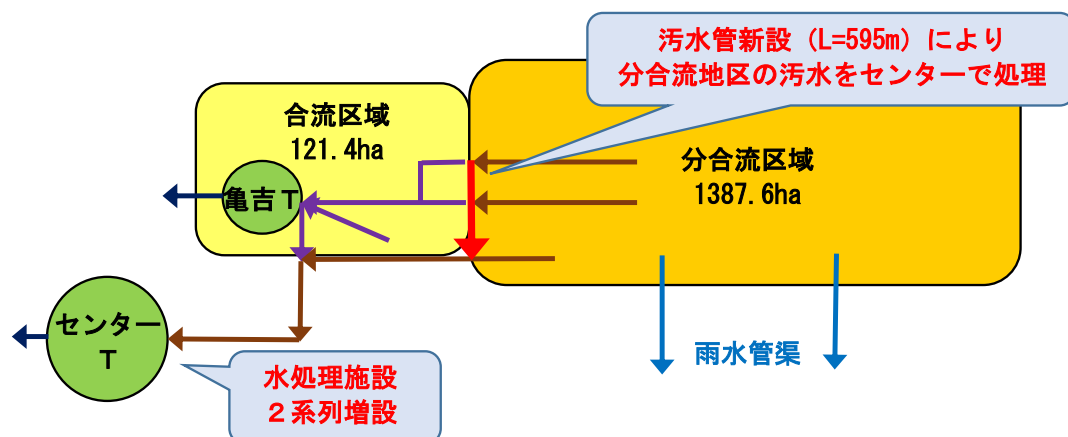 汚水管新設（L=595m）により
分合流地区の汚水をセンターで処理
合流区域
121.4ha
分合流区域
1387.6ha
亀吉Ｔ
センター
Ｔ
雨水管渠
水処理施設
２系列増設